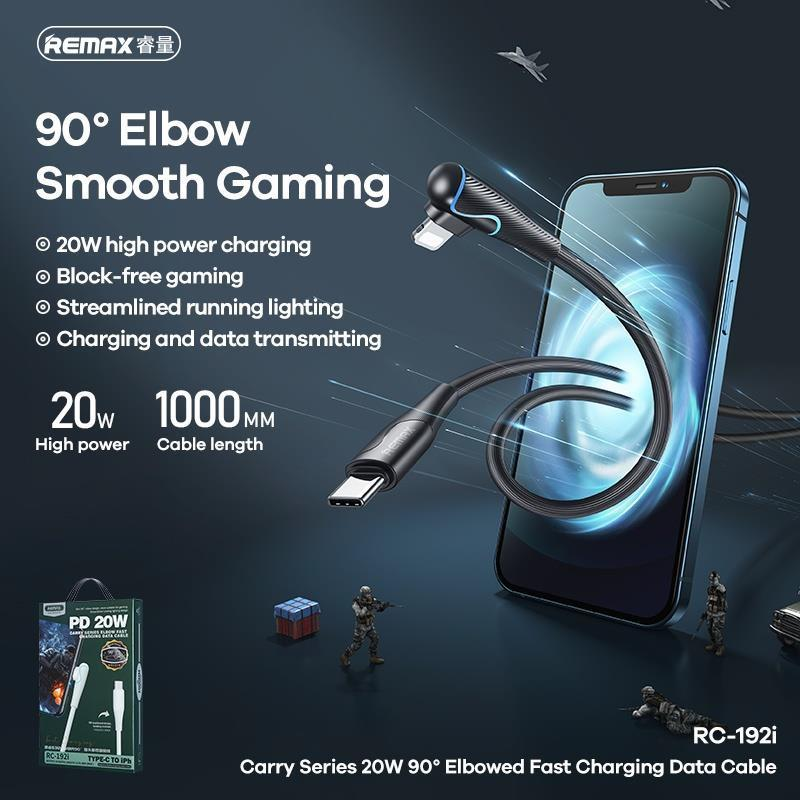 REMAX 睿量
90° Elbow
Smooth Gaming
20W high power charging
Block-free gaming
Streamlined running lighting
Charging and data transmitting
20W
High power
1000MM
Cable length
REMAX
REMAX
PD 20W
CARRY SERIES ELBOW FAST
CHARGING DATA CABLE
RC-192i
TYPE-C TO iPh
RC-192i
Carry Series 20W 90° Elbowed Fast Charging Data Cable